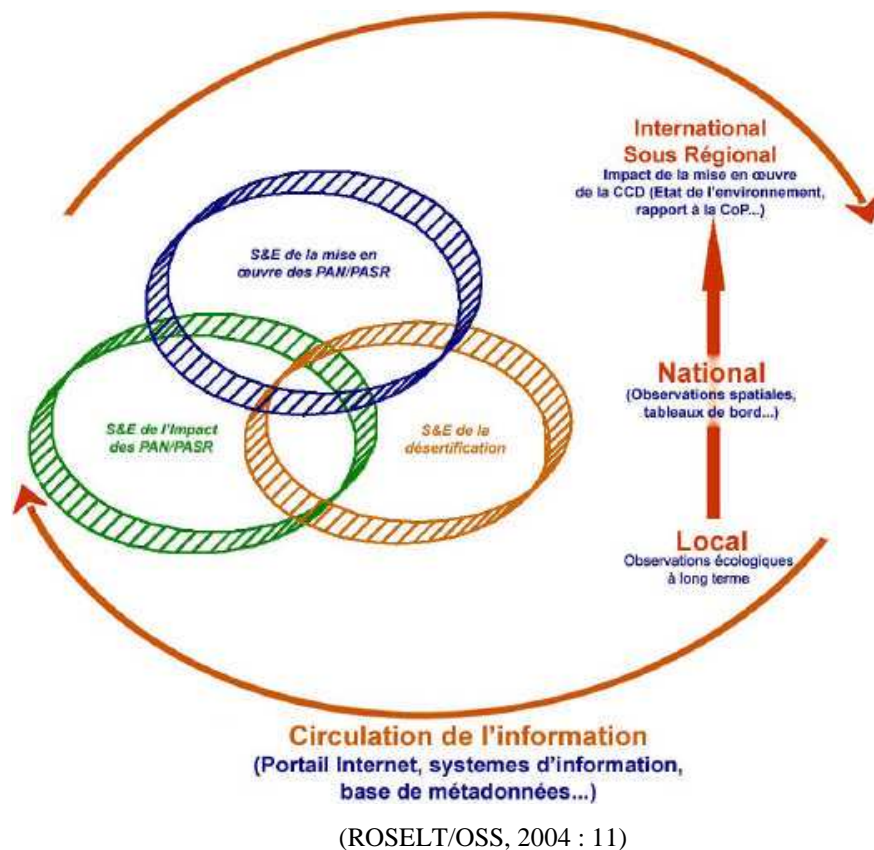 International
Sous Régional
Impact de la mise en œuvre
de la CCD (Etat de l'environnement,
rapport à la CoP...)
S&E de la mise en
œuvre des PAN/PASR
National
(Observations spatiales,
tableaux de bord...)
S&E de l'Impact
des PAN/PASR
S&E de la
désertification
Local
Observations écologiques
à long terme
Circulation de l'information
(Portail Internet, systemes d'information,
base de métadonnées...)
(ROSELT/OSS, 2004 : 11)